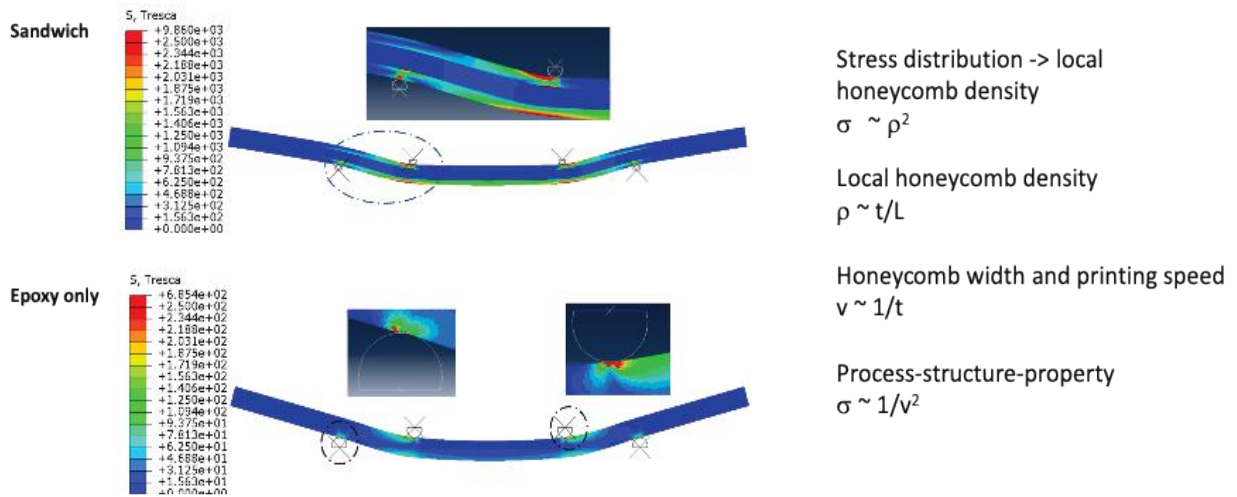 Sandwich
S, Tresca
+9.860e+03
+2.500e+03
+2.344e+03
+2.188e+03
+2.031e+03
+1.875e+03
+1.719e+03
+1.563e+03
+1.406e+03
+1.250e+03
+1.094e+03
+9.375e+02
+7.813e+02
+6.250e+02
+4.688e+02
+3.125e+02
+1.563e+02
+0.000e+00
Epoxy only
S, Tresca
+6.854e+02
+2.500e+02
+2.344e+02
+2.188e+02
+2.031e+02
+1.875e+02
+1.719e+02
+1.563e+02
+1.406e+02
+1.250e+02
+1.094e+02
+9.375e+01
+7.813e+01
+6.250e+01
+4.688e+01
+3.125e+01
+1.563e+01
+0.000e+00
Stress distribution -> local
honeycomb density
σ ~ ρ²
Local honeycomb density
ρ ~ t/L
Honeycomb width and printing speed
v ~ 1/t
Process-structure-property
σ ~ 1/v²